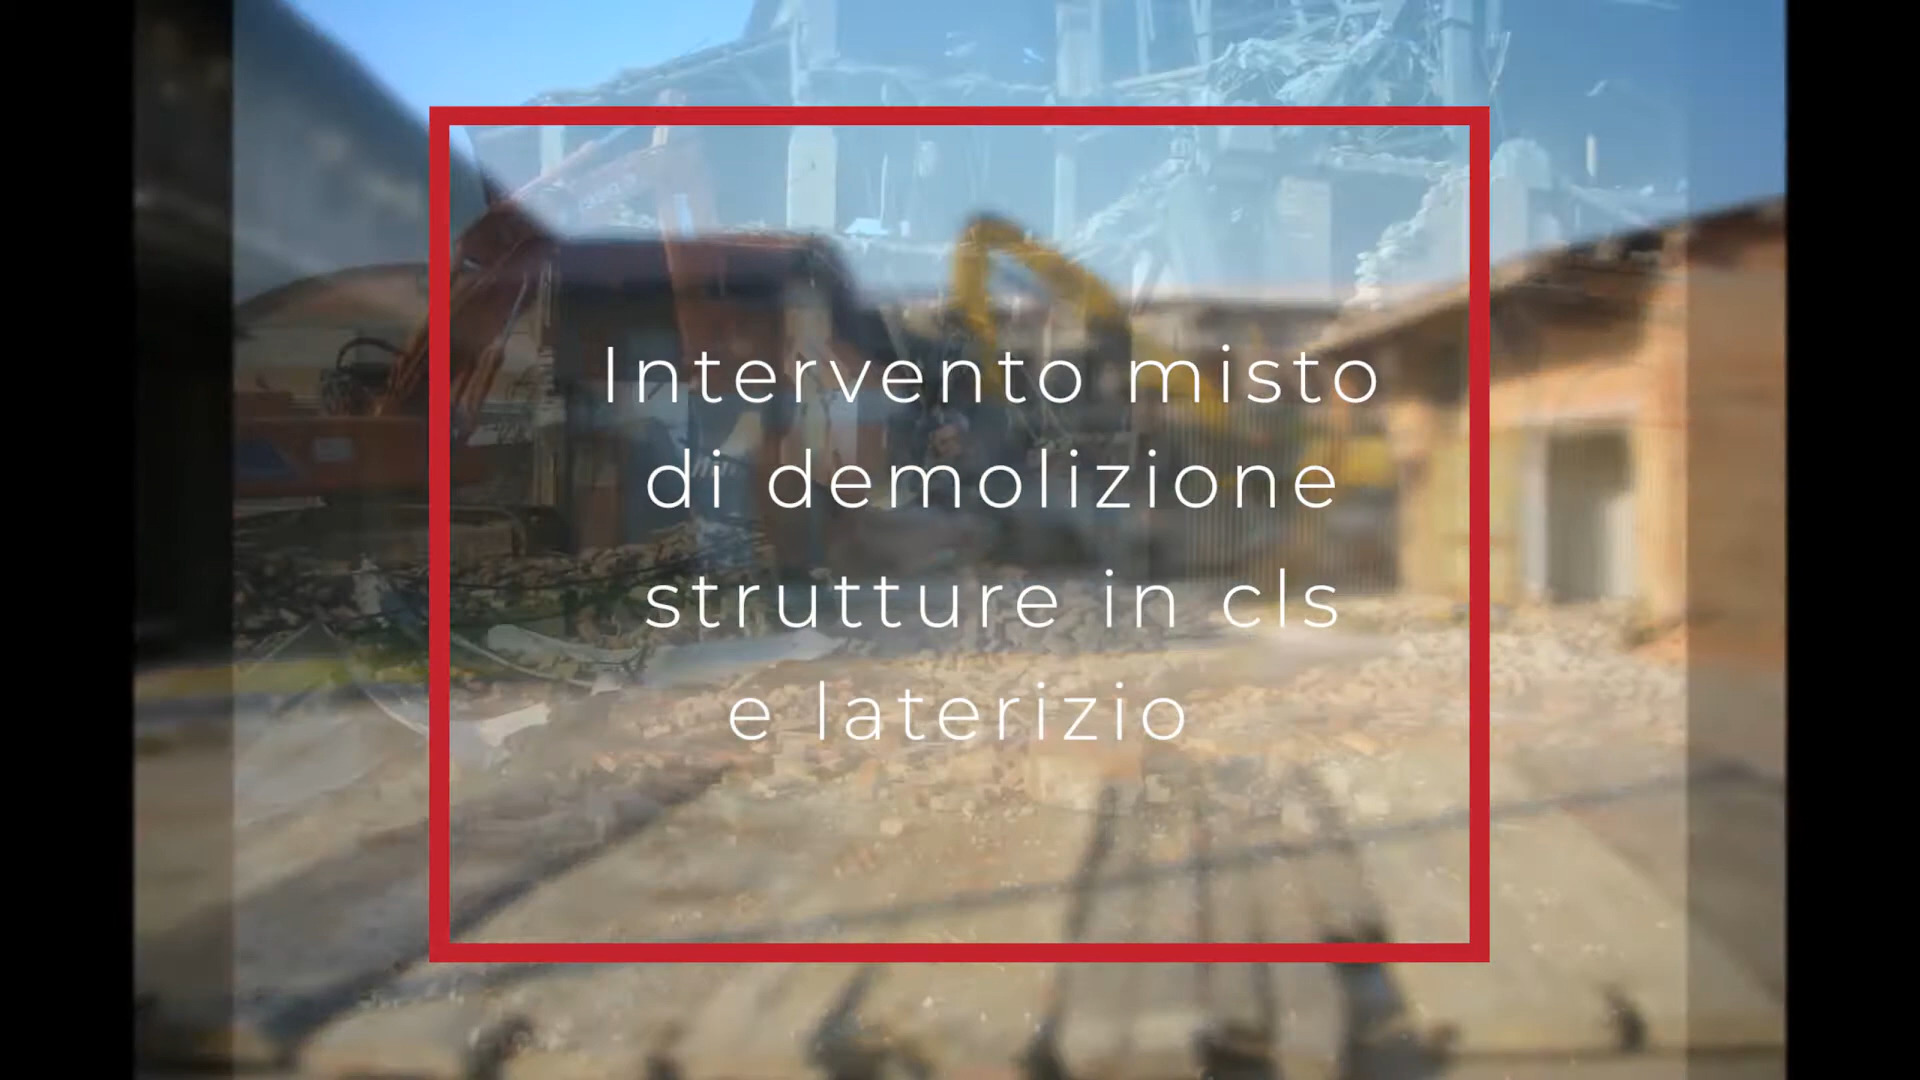 Intervento misto
di demolizione
strutture in cls
e laterizio